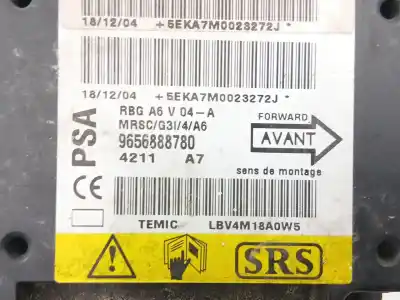 18/12/04 +5EKA7M0023272J*
18/12/04 +5EKA7M0023272J*
PSA
RBG A6 V 04-A
MRSC/G3I/4/A6
9656888780
4211 A7
FORWARD
AVANT
sens de montage
CE
TEMIC LBV4M18A0W5
SRS